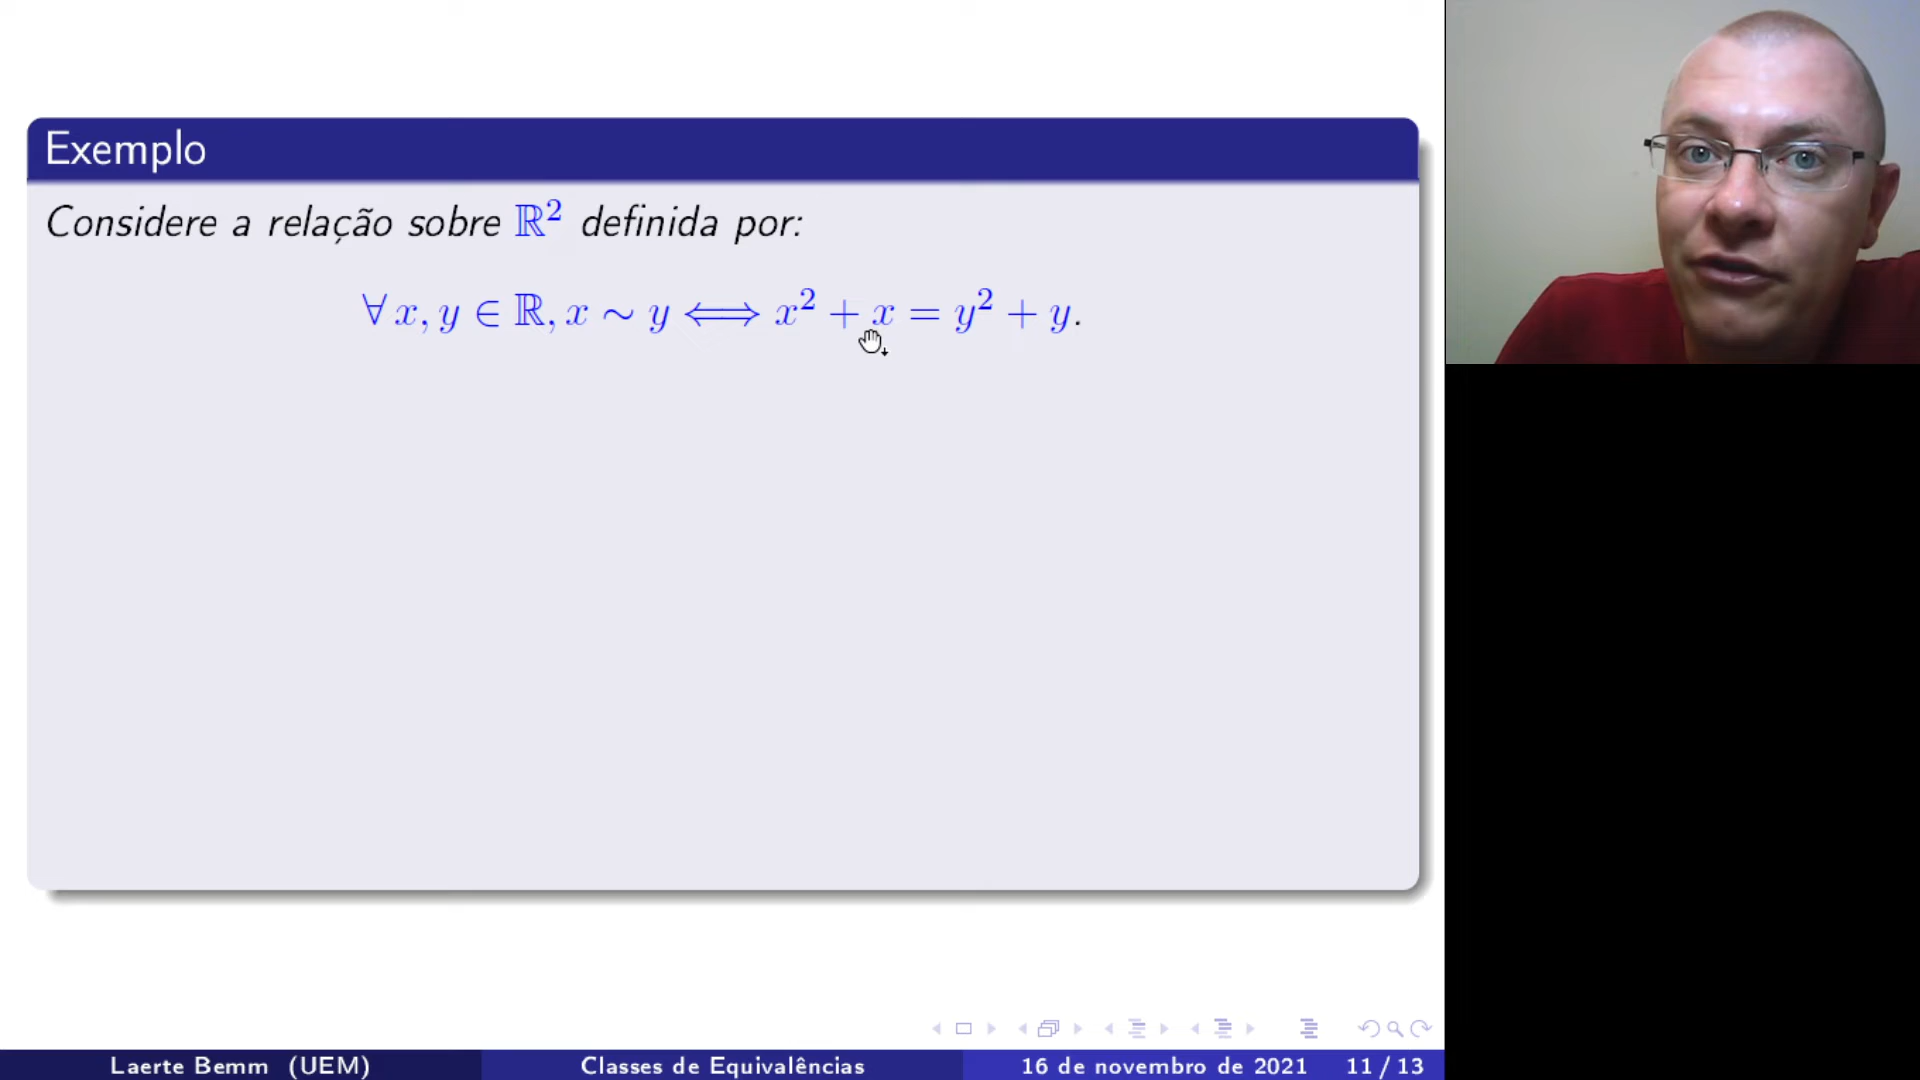 Exemplo
Considere a relação sobre ℝ² definida por:
∀ x, y ∈ ℝ, x ∼ y ⟺ x² + x = y² + y.
Laerte Bemm (UEM) Classes de Equivalências 16 de novembro de 2021 11 / 13